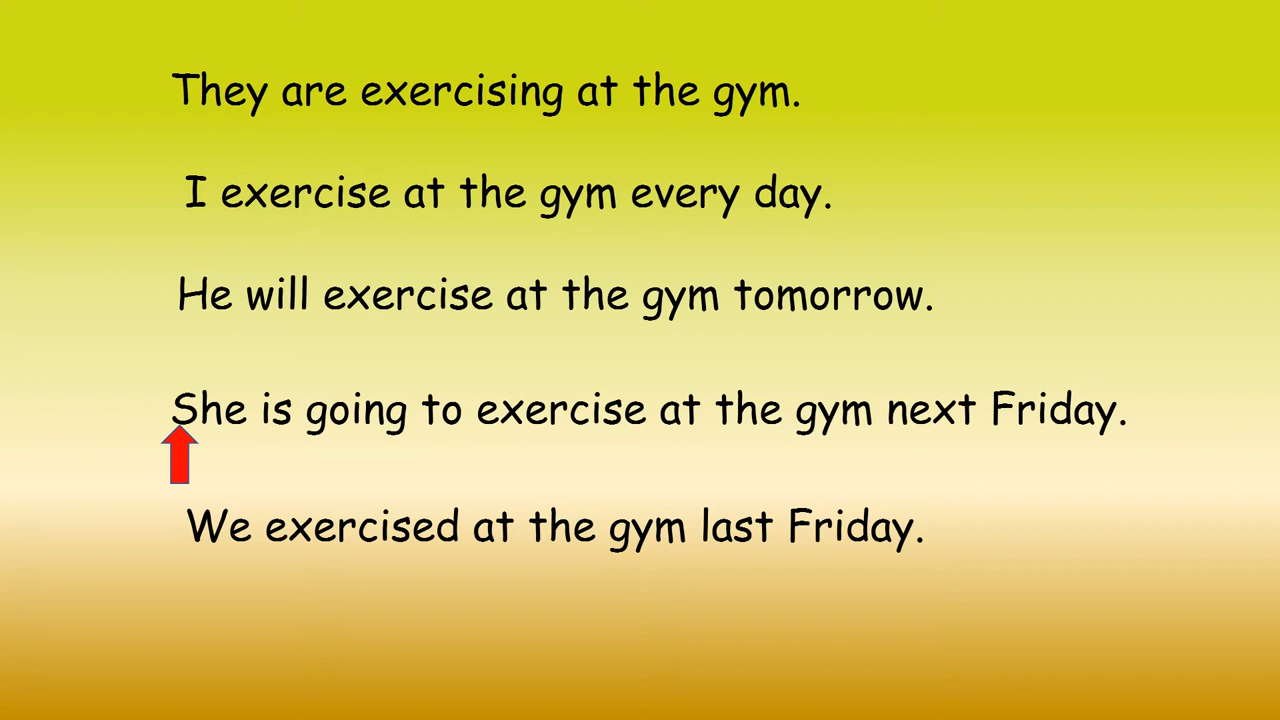 They are exercising at the gym.
I exercise at the gym every day.
He will exercise at the gym tomorrow.
She is going to exercise at the gym next Friday.
We exercised at the gym last Friday.